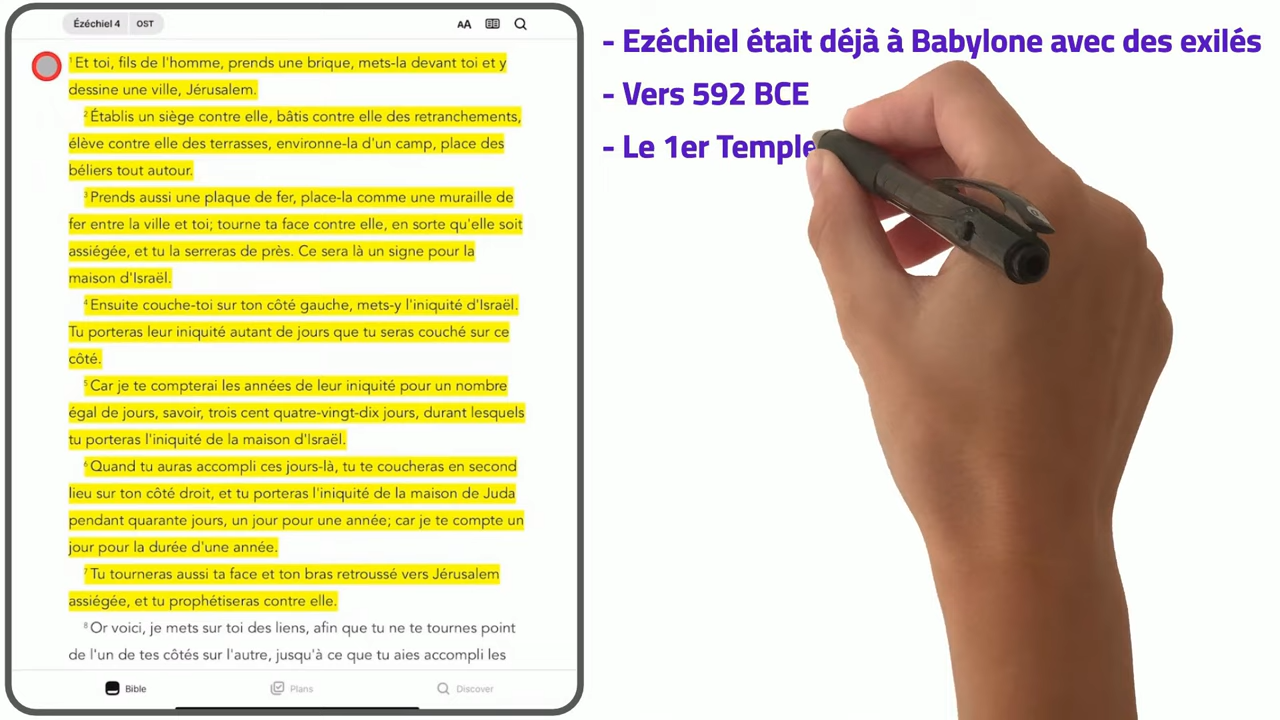 Ézéchiel 4 OST AA
¹Et toi, fils de l'homme, prends une brique, mets-la devant toi et y
dessine une ville, Jérusalem.
²Établis un siège contre elle, bâtis contre elle des retranchements,
élève contre elle des terrasses, environne-la d'un camp, place des
béliers tout autour.
³Prends aussi une plaque de fer, place-la comme une muraille de
fer entre la ville et toi; tourne ta face contre elle, en sorte qu'elle soit
assiégée, et tu la serreras de près. Ce sera là un signe pour la
maison d'Israël.
⁴Ensuite couche-toi sur ton côté gauche, mets-y l'iniquité d'Israël.
Tu porteras leur iniquité autant de jours que tu seras couché sur ce
côté.
⁵Car je te compterai les années de leur iniquité pour un nombre
égal de jours, savoir, trois cent quatre-vingt-dix jours, durant lesquels
tu porteras l'iniquité de la maison d'Israël.
⁶Quand tu auras accompli ces jours-là, tu te coucheras en second
lieu sur ton côté droit, et tu porteras l'iniquité de la maison de Juda
pendant quarante jours, un jour pour une année; car je te compte un
jour pour la durée d'une année.
⁷Tu tourneras aussi ta face et ton bras retroussé vers Jérusalem
assiégée, et tu prophétiseras contre elle.
⁸Or voici, je mets sur toi des liens, afin que tu ne te tournes point
de l'un de tes côtés sur l'autre, jusqu'à ce que tu aies accompli les
Bible Plans Discover
- Ezéchiel était déjà à Babylone avec des exilés
- Vers 592 BCE
- Le 1er Temple